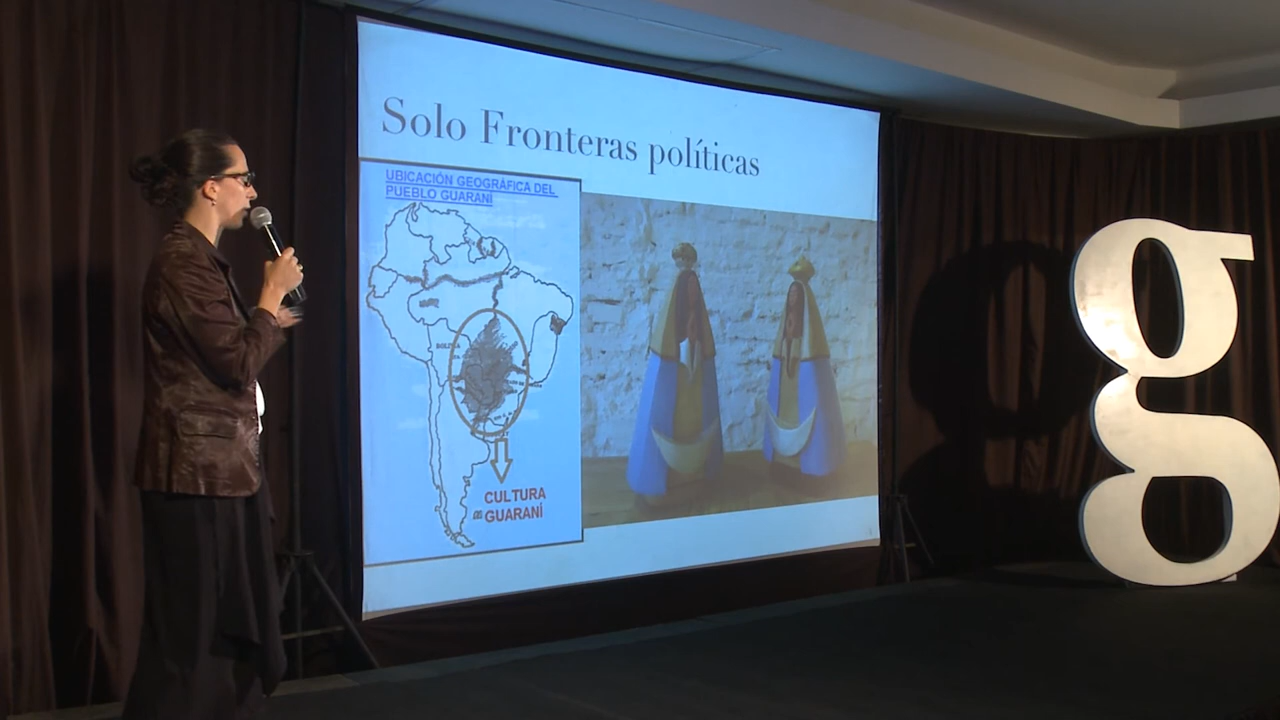 Solo Fronteras políticas
UBICACIÓN GEOGRÁFICA DEL
PUEBLO GUARANÍ
CULTURA
GUARANÍ
g